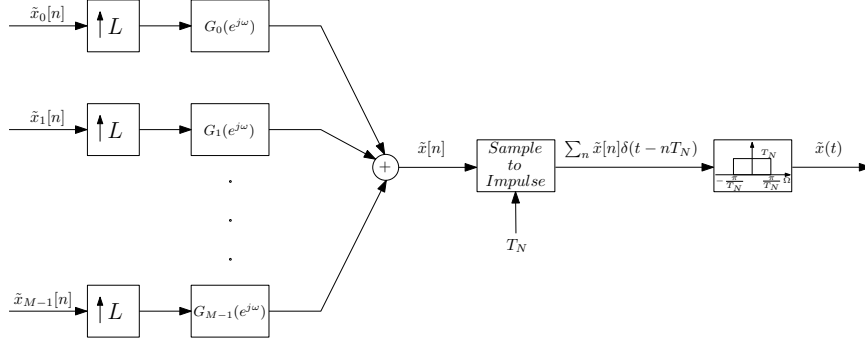 x̃₀[n]
↑ L
G₀(e^{jω})
x̃₁[n]
↑ L
G₁(e^{jω})
+
x̃[n]
Sample
to
Impulse
T_N
∑ₙ x̃[n]δ(t − nT_N)
T_N
−π/T_N π/T_N Ω
x̃(t)
x̃_{M−1}[n]
↑ L
G_{M−1}(e^{jω})